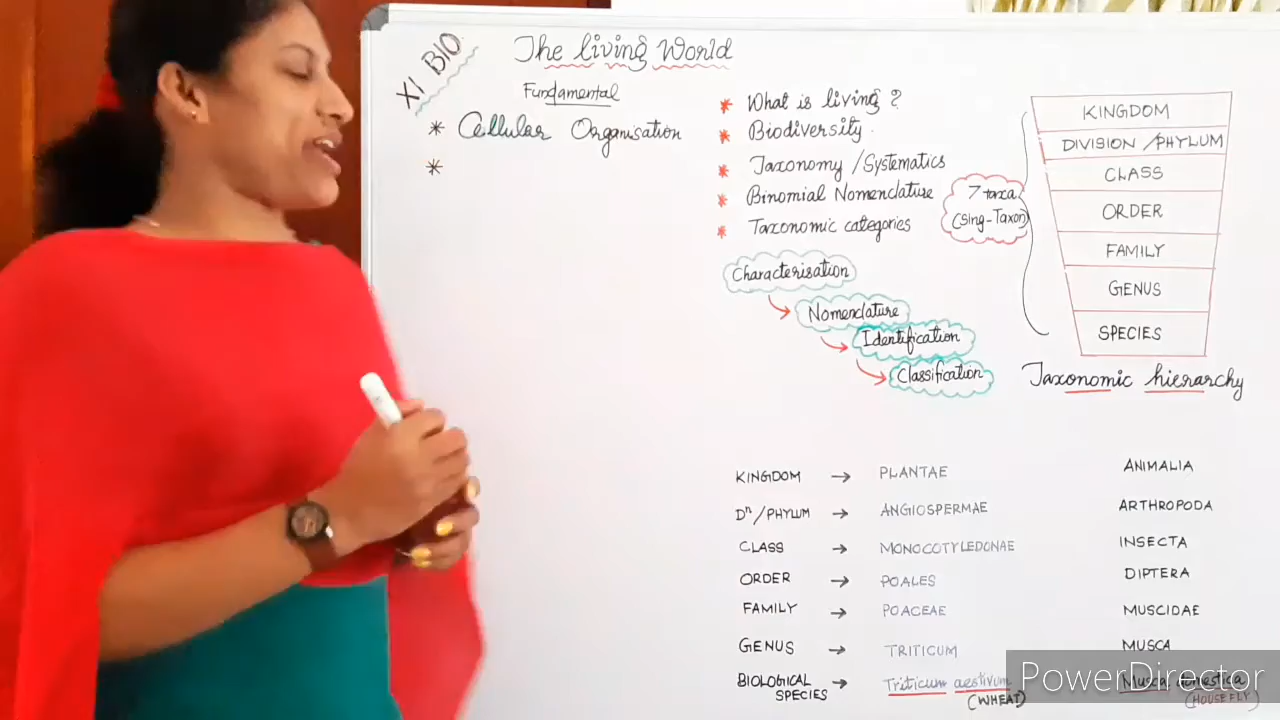 XI BIO
The living World
Fundamental
* Cellular Organisation
*
* What is living?
* Biodiversity.
* Taxonomy/Systematics
* Binomial Nomenclature
* Taxonomic categories
Characterisation
Nomenclature
Identification
Classification
7 taxa
(Sing-Taxon)
KINGDOM
DIVISION/PHYLUM
CLASS
ORDER
FAMILY
GENUS
SPECIES
Taxonomic hierarchy
KINGDOM → PLANTAE ANIMALIA
Dⁿ/PHYLUM → ANGIOSPERMAE ARTHROPODA
CLASS → MONOCOTYLEDONAE INSECTA
ORDER → POALES DIPTERA
FAMILY → POACEAE MUSCIDAE
GENUS → TRITICUM MUSCA
BIOLOGICAL SPECIES → Triticum aestivum Musca domestica
(WHEAT) (HOUSEFLY)
PowerDirector